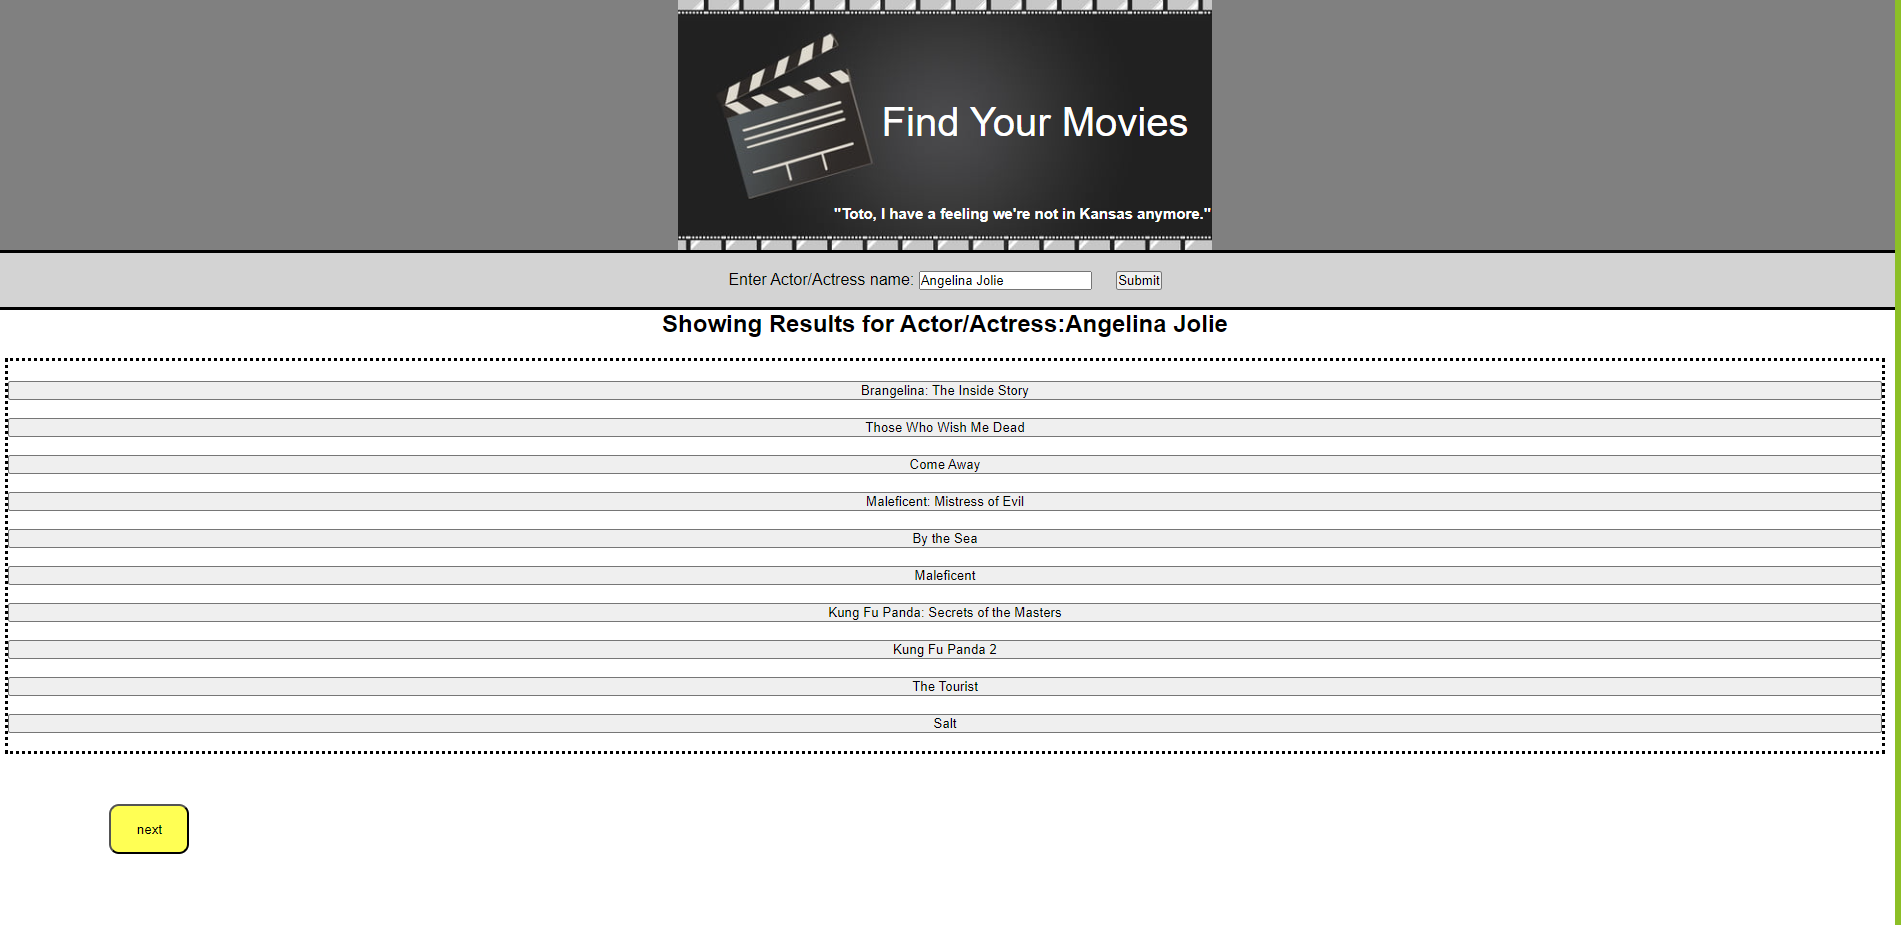 Find Your Movies
"Toto, I have a feeling we're not in Kansas anymore."
Enter Actor/Actress name: Angelina Jolie Submit
Showing Results for Actor/Actress:Angelina Jolie
Brangelina: The Inside Story
Those Who Wish Me Dead
Come Away
Maleficent: Mistress of Evil
By the Sea
Maleficent
Kung Fu Panda: Secrets of the Masters
Kung Fu Panda 2
The Tourist
Salt
next